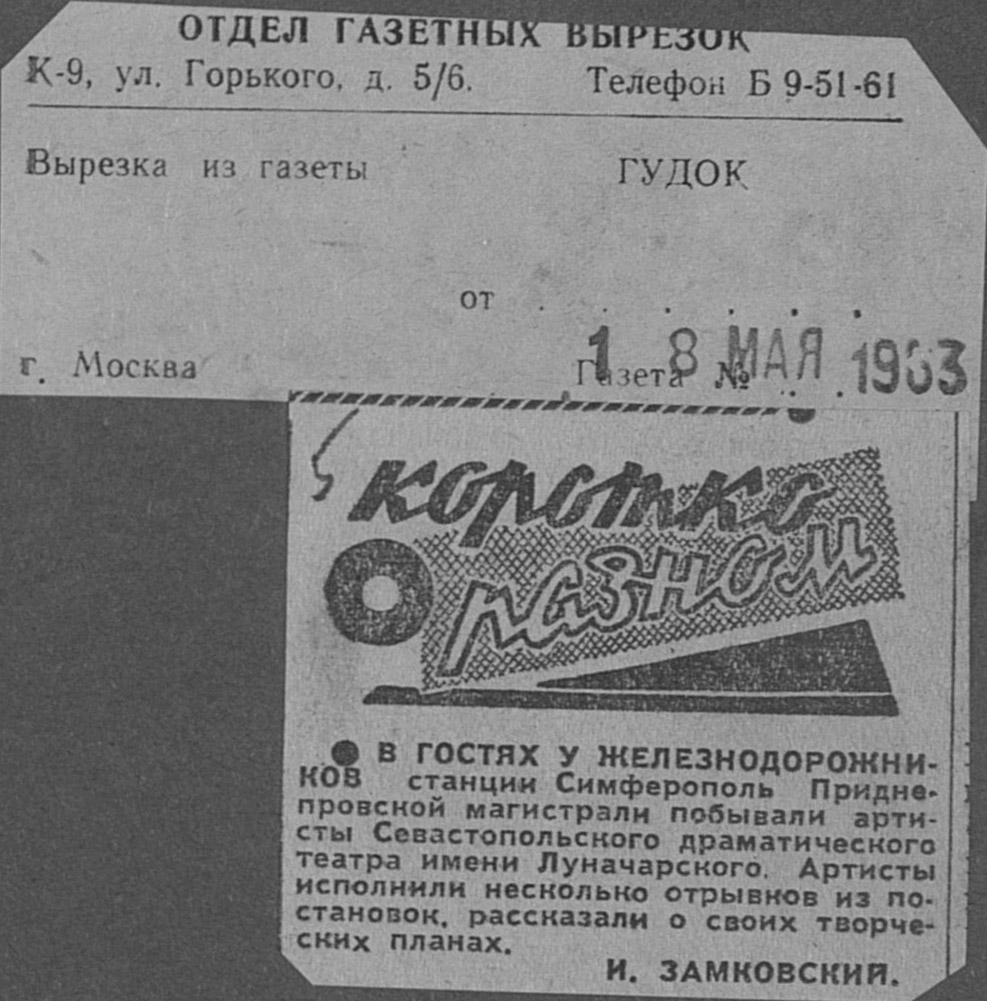 ОТДЕЛ ГАЗЕТНЫХ ВЫРЕЗОК
К-9, ул. Горького, д. 5/6. Телефон Б 9-51-61
Вырезка из газеты ГУДОК
от . . . . . .
1 8 МАЯ 1963
г. Москва Газета №
коротко
О разном
● В ГОСТЯХ У ЖЕЛЕЗНОДОРОЖНИ-
КОВ станции Симферополь Придне-
провской магистрали побывали арти-
сты Севастопольского драматического
театра имени Луначарского. Артисты
исполнили несколько отрывков из по-
становок, рассказали о своих творче-
ских планах.
И. ЗАМКОВСКИЙ.